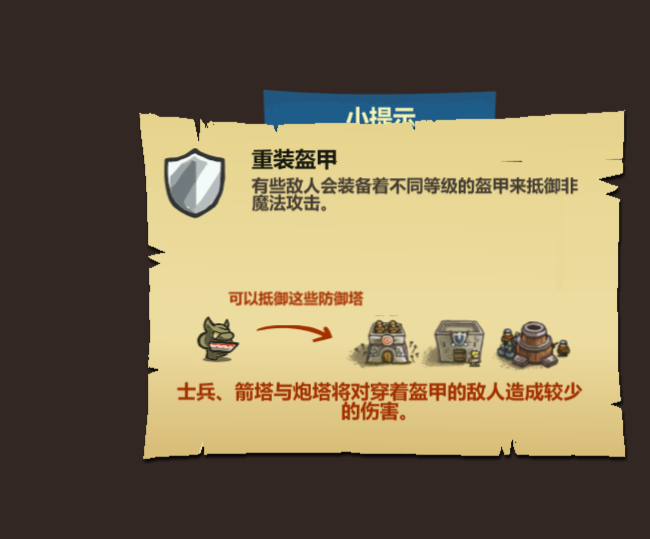 小提示
重装盔甲
有些敌人会装备着不同等级的盔甲来抵御非
魔法攻击。
可以抵御这些防御塔
士兵、箭塔与炮塔将对穿着盔甲的敌人造成较少
的伤害。